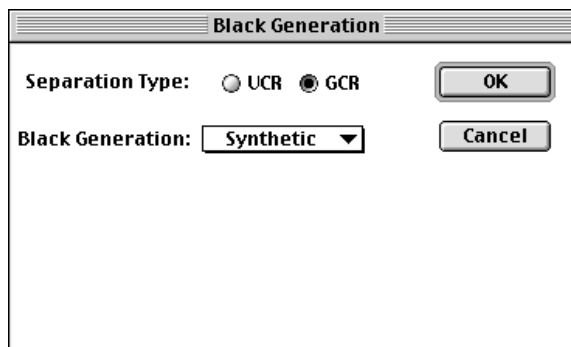 Black Generation
Separation Type: UCR GCR OK
Black Generation: Synthetic Cancel